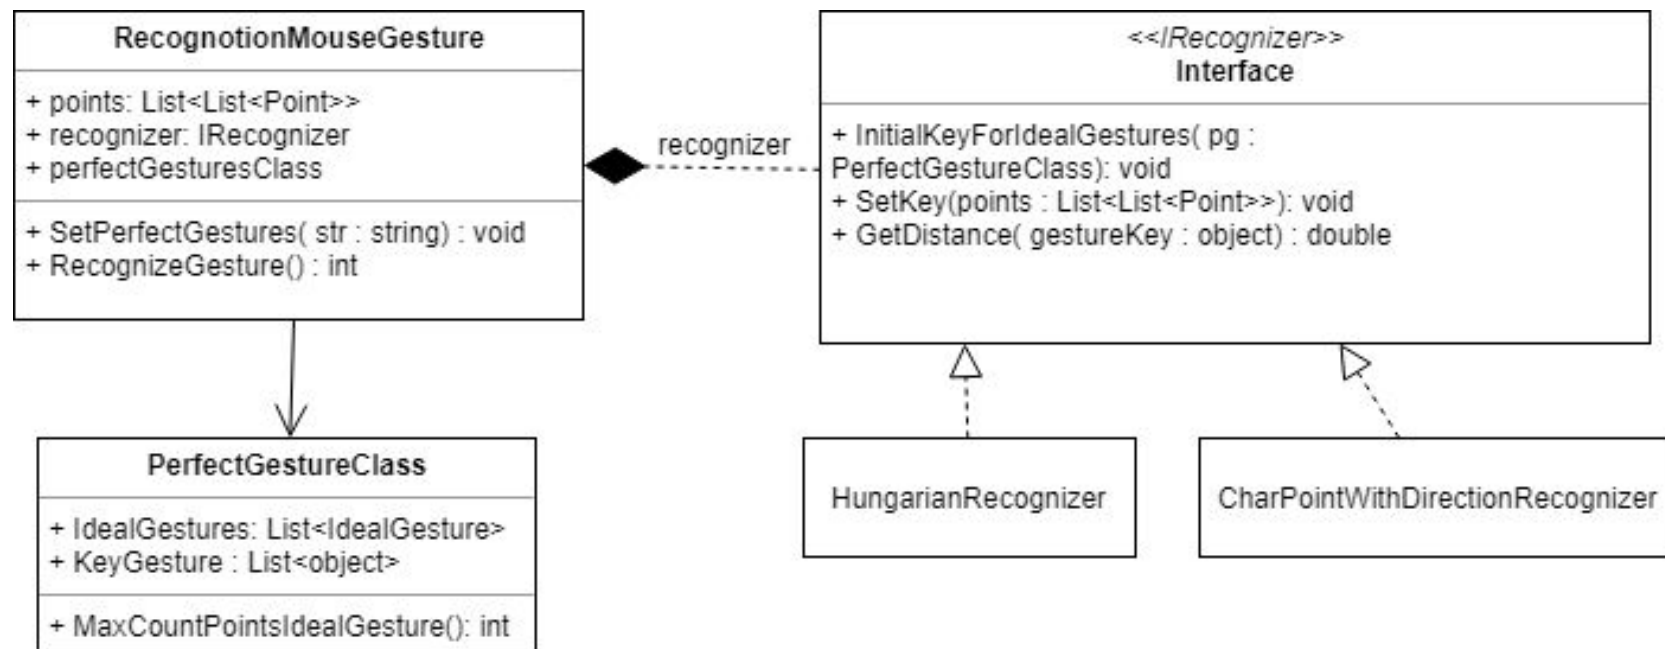 RecognotionMouseGesture
+ points: List<List<Point>>
+ recognizer: IRecognizer
+ perfectGesturesClass
+ SetPerfectGestures( str : string) : void
+ RecognizeGesture() : int
recognizer
<<IRecognizer>>
Interface
+ InitialKeyForIdealGestures( pg :
PerfectGestureClass): void
+ SetKey(points : List<List<Point>>): void
+ GetDistance( gestureKey : object) : double
PerfectGestureClass
+ IdealGestures: List<IdealGesture>
+ KeyGesture : List<object>
+ MaxCountPointsIdealGesture(): int
HungarianRecognizer
CharPointWithDirectionRecognizer